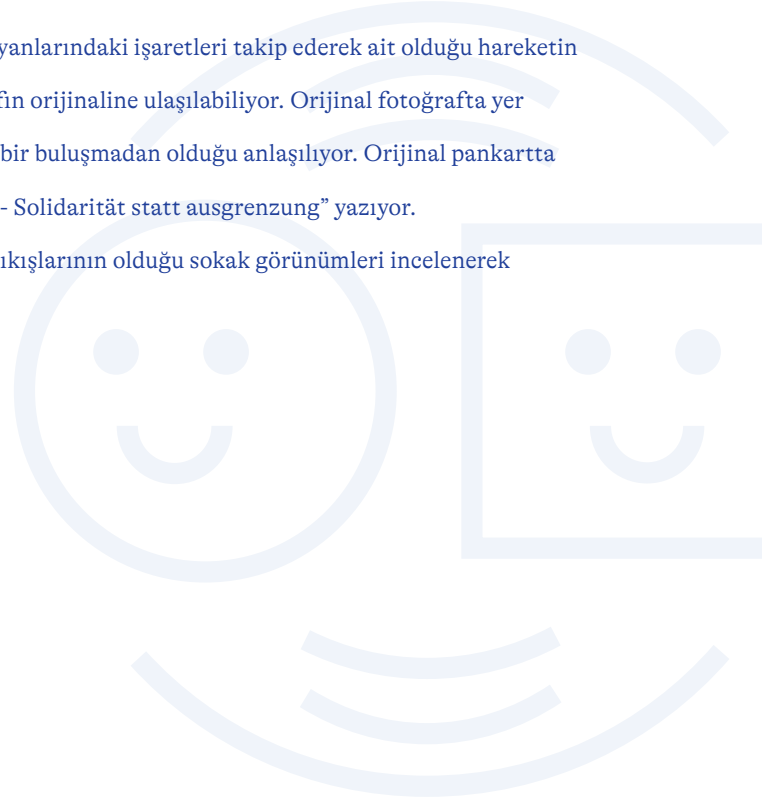 yanlarındaki işaretleri takip ederek ait olduğu hareketin
fın orijinaline ulaşılabiliyor. Orijinal fotoğrafta yer
bir buluşmadan olduğu anlaşılıyor. Orijinal pankartta
- Solidarität statt ausgrenzung” yazıyor.
ıkışlarının olduğu sokak görünümleri incelenerek